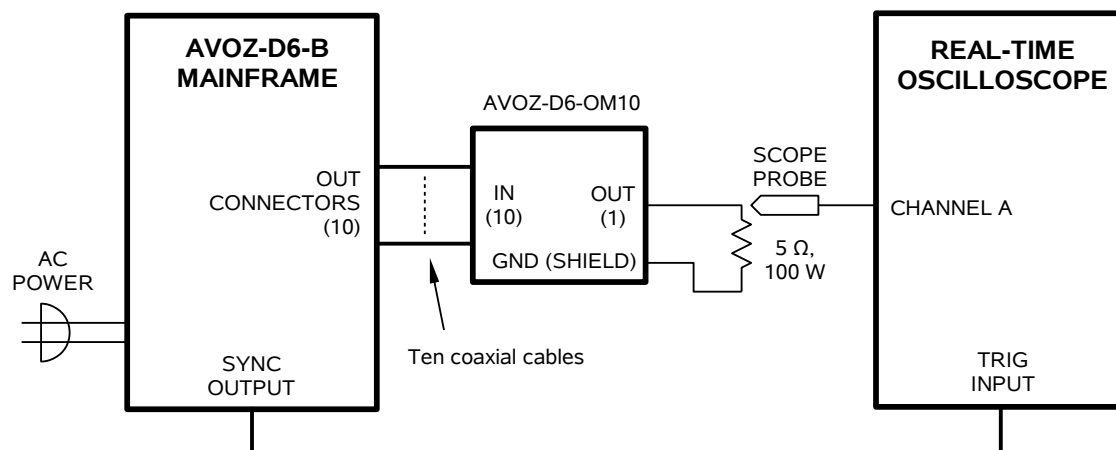 AVOZ-D6-B
MAINFRAME
OUT
CONNECTORS
(10)
SYNC
OUTPUT
AC
POWER
AVOZ-D6-OM10
IN
(10)
OUT
(1)
GND (SHIELD)
Ten coaxial cables
SCOPE
PROBE
5 Ω,
100 W
REAL-TIME
OSCILLOSCOPE
CHANNEL A
TRIG
INPUT